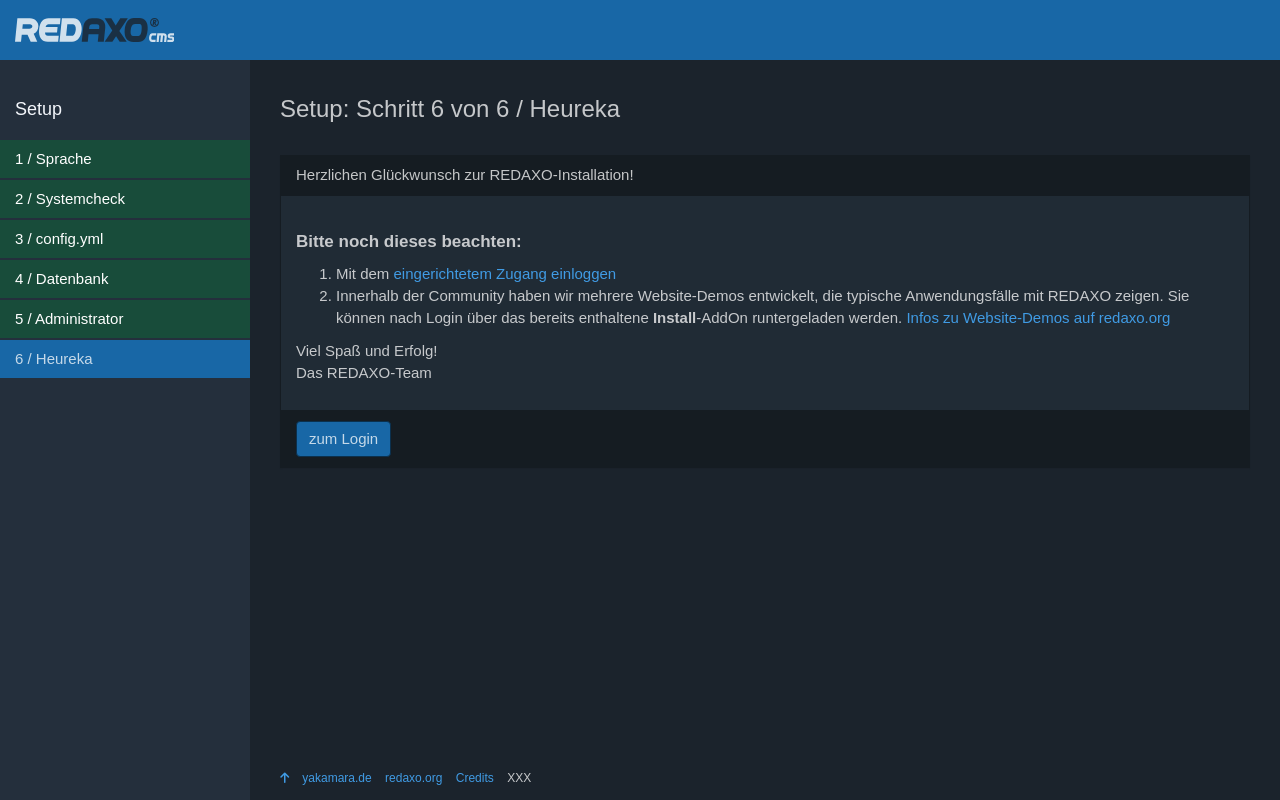 REDAXO® cms
Setup
1 / Sprache
2 / Systemcheck
3 / config.yml
4 / Datenbank
5 / Administrator
6 / Heureka
Setup: Schritt 6 von 6 / Heureka
Herzlichen Glückwunsch zur REDAXO-Installation!
Bitte noch dieses beachten:
1. Mit dem eingerichtetem Zugang einloggen
2. Innerhalb der Community haben wir mehrere Website-Demos entwickelt, die typische Anwendungsfälle mit REDAXO zeigen. Sie
können nach Login über das bereits enthaltene Install-AddOn runtergeladen werden. Infos zu Website-Demos auf redaxo.org
Viel Spaß und Erfolg!
Das REDAXO-Team
zum Login
yakamara.de redaxo.org Credits XXX